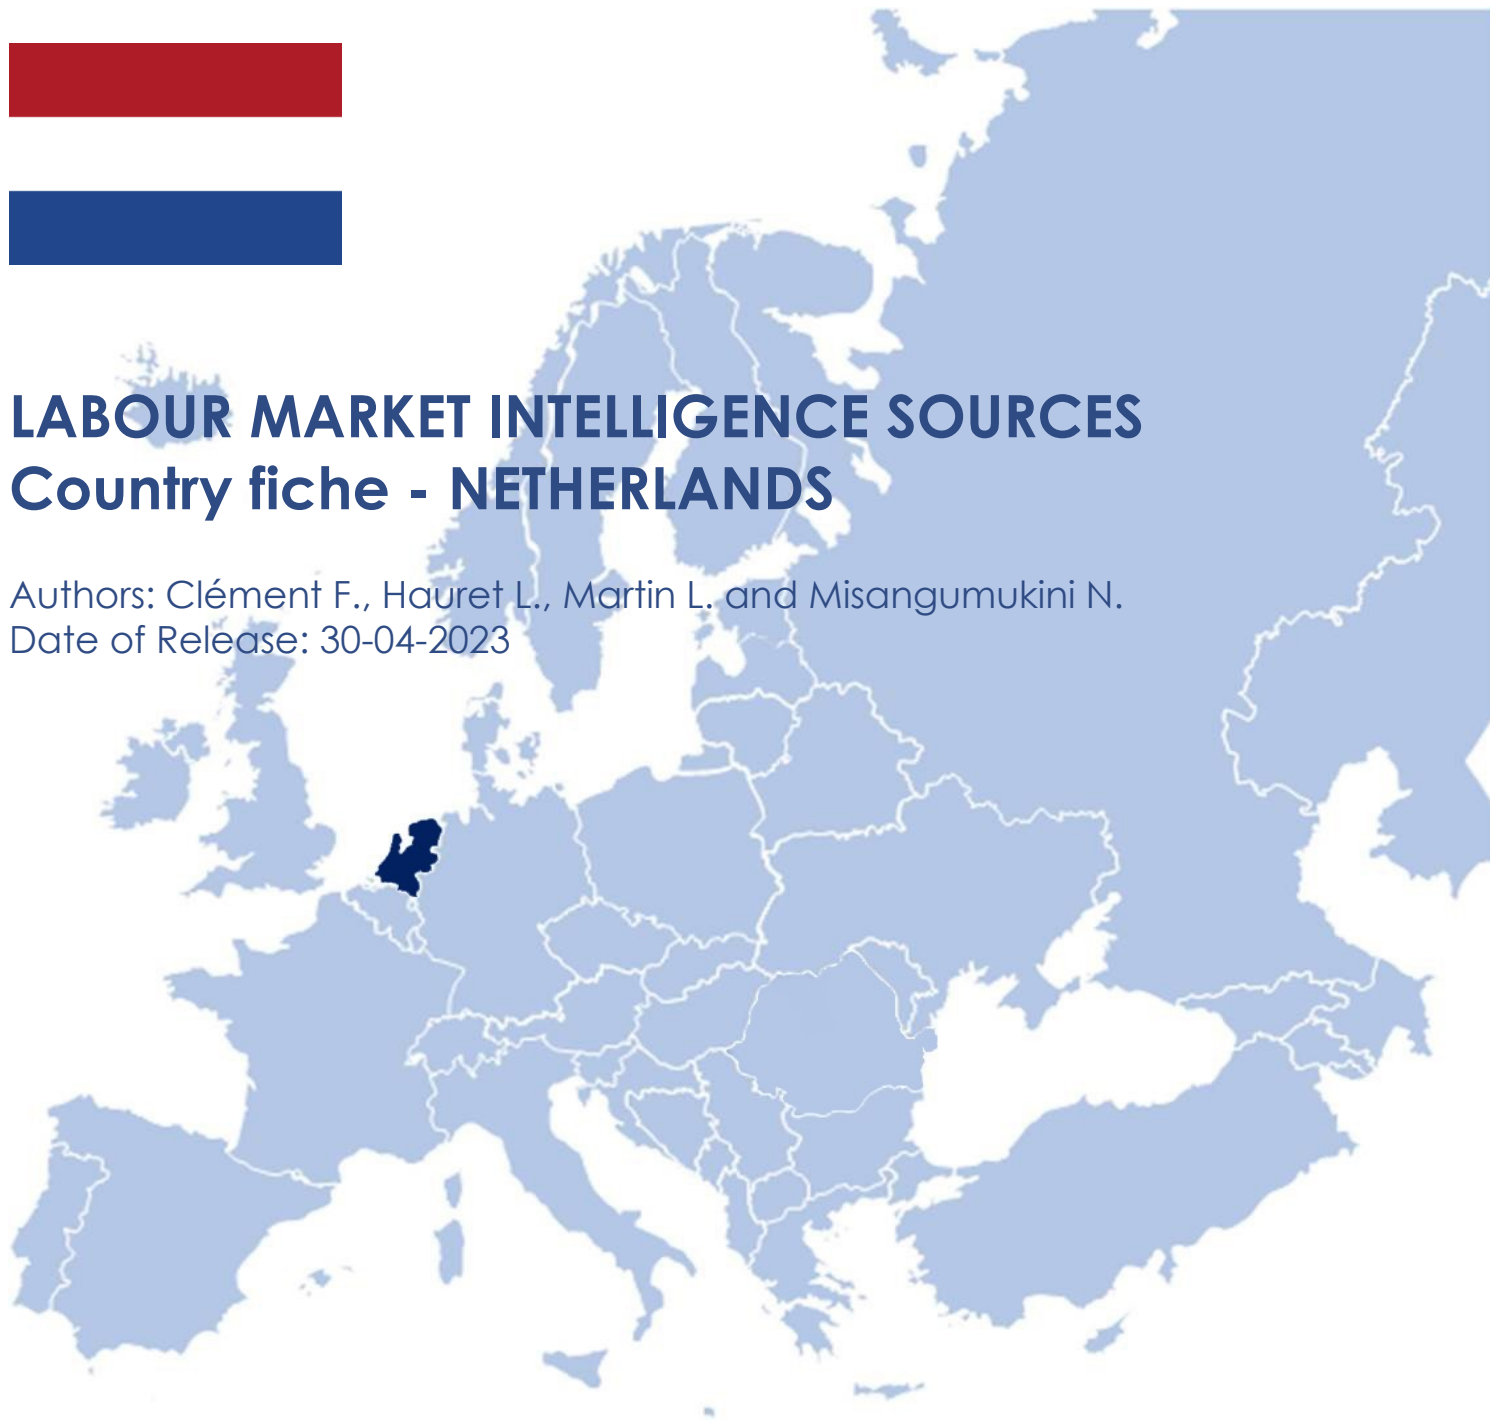 LABOUR MARKET INTELLIGENCE SOURCES
Country fiche - NETHERLANDS
Authors: Clément F., Hauret L., Martin L. and Misangumukini N.
Date of Release: 30-04-2023